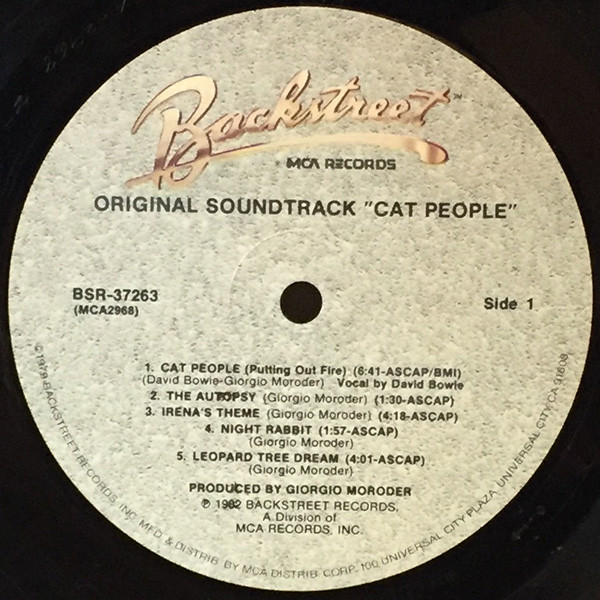 Backstreet™
MCA RECORDS
ORIGINAL SOUNDTRACK "CAT PEOPLE"
BSR-37263
(MCA2968)
Side 1
1. CAT PEOPLE (Putting Out Fire) (6:41-ASCAP/BMI)
(David Bowie-Giorgio Moroder) Vocal by David Bowie
2. THE AUTOPSY (Giorgio Moroder) (1:30-ASCAP)
3. IRENA'S THEME (Giorgio Moroder) (4:18-ASCAP)
4. NIGHT RABBIT (1:57-ASCAP)
(Giorgio Moroder)
5. LEOPARD TREE DREAM (4:01-ASCAP)
(Giorgio Moroder)
PRODUCED BY GIORGIO MORODER
℗ 1982 BACKSTREET RECORDS,
A Division of
MCA RECORDS, INC.
©1979 BACKSTREET RECORDS, INC. MFD. & DISTRIB. BY MCA DISTRIB. CORP. 100 UNIVERSAL CITY PLAZA, UNIVERSAL CITY, CA 91608